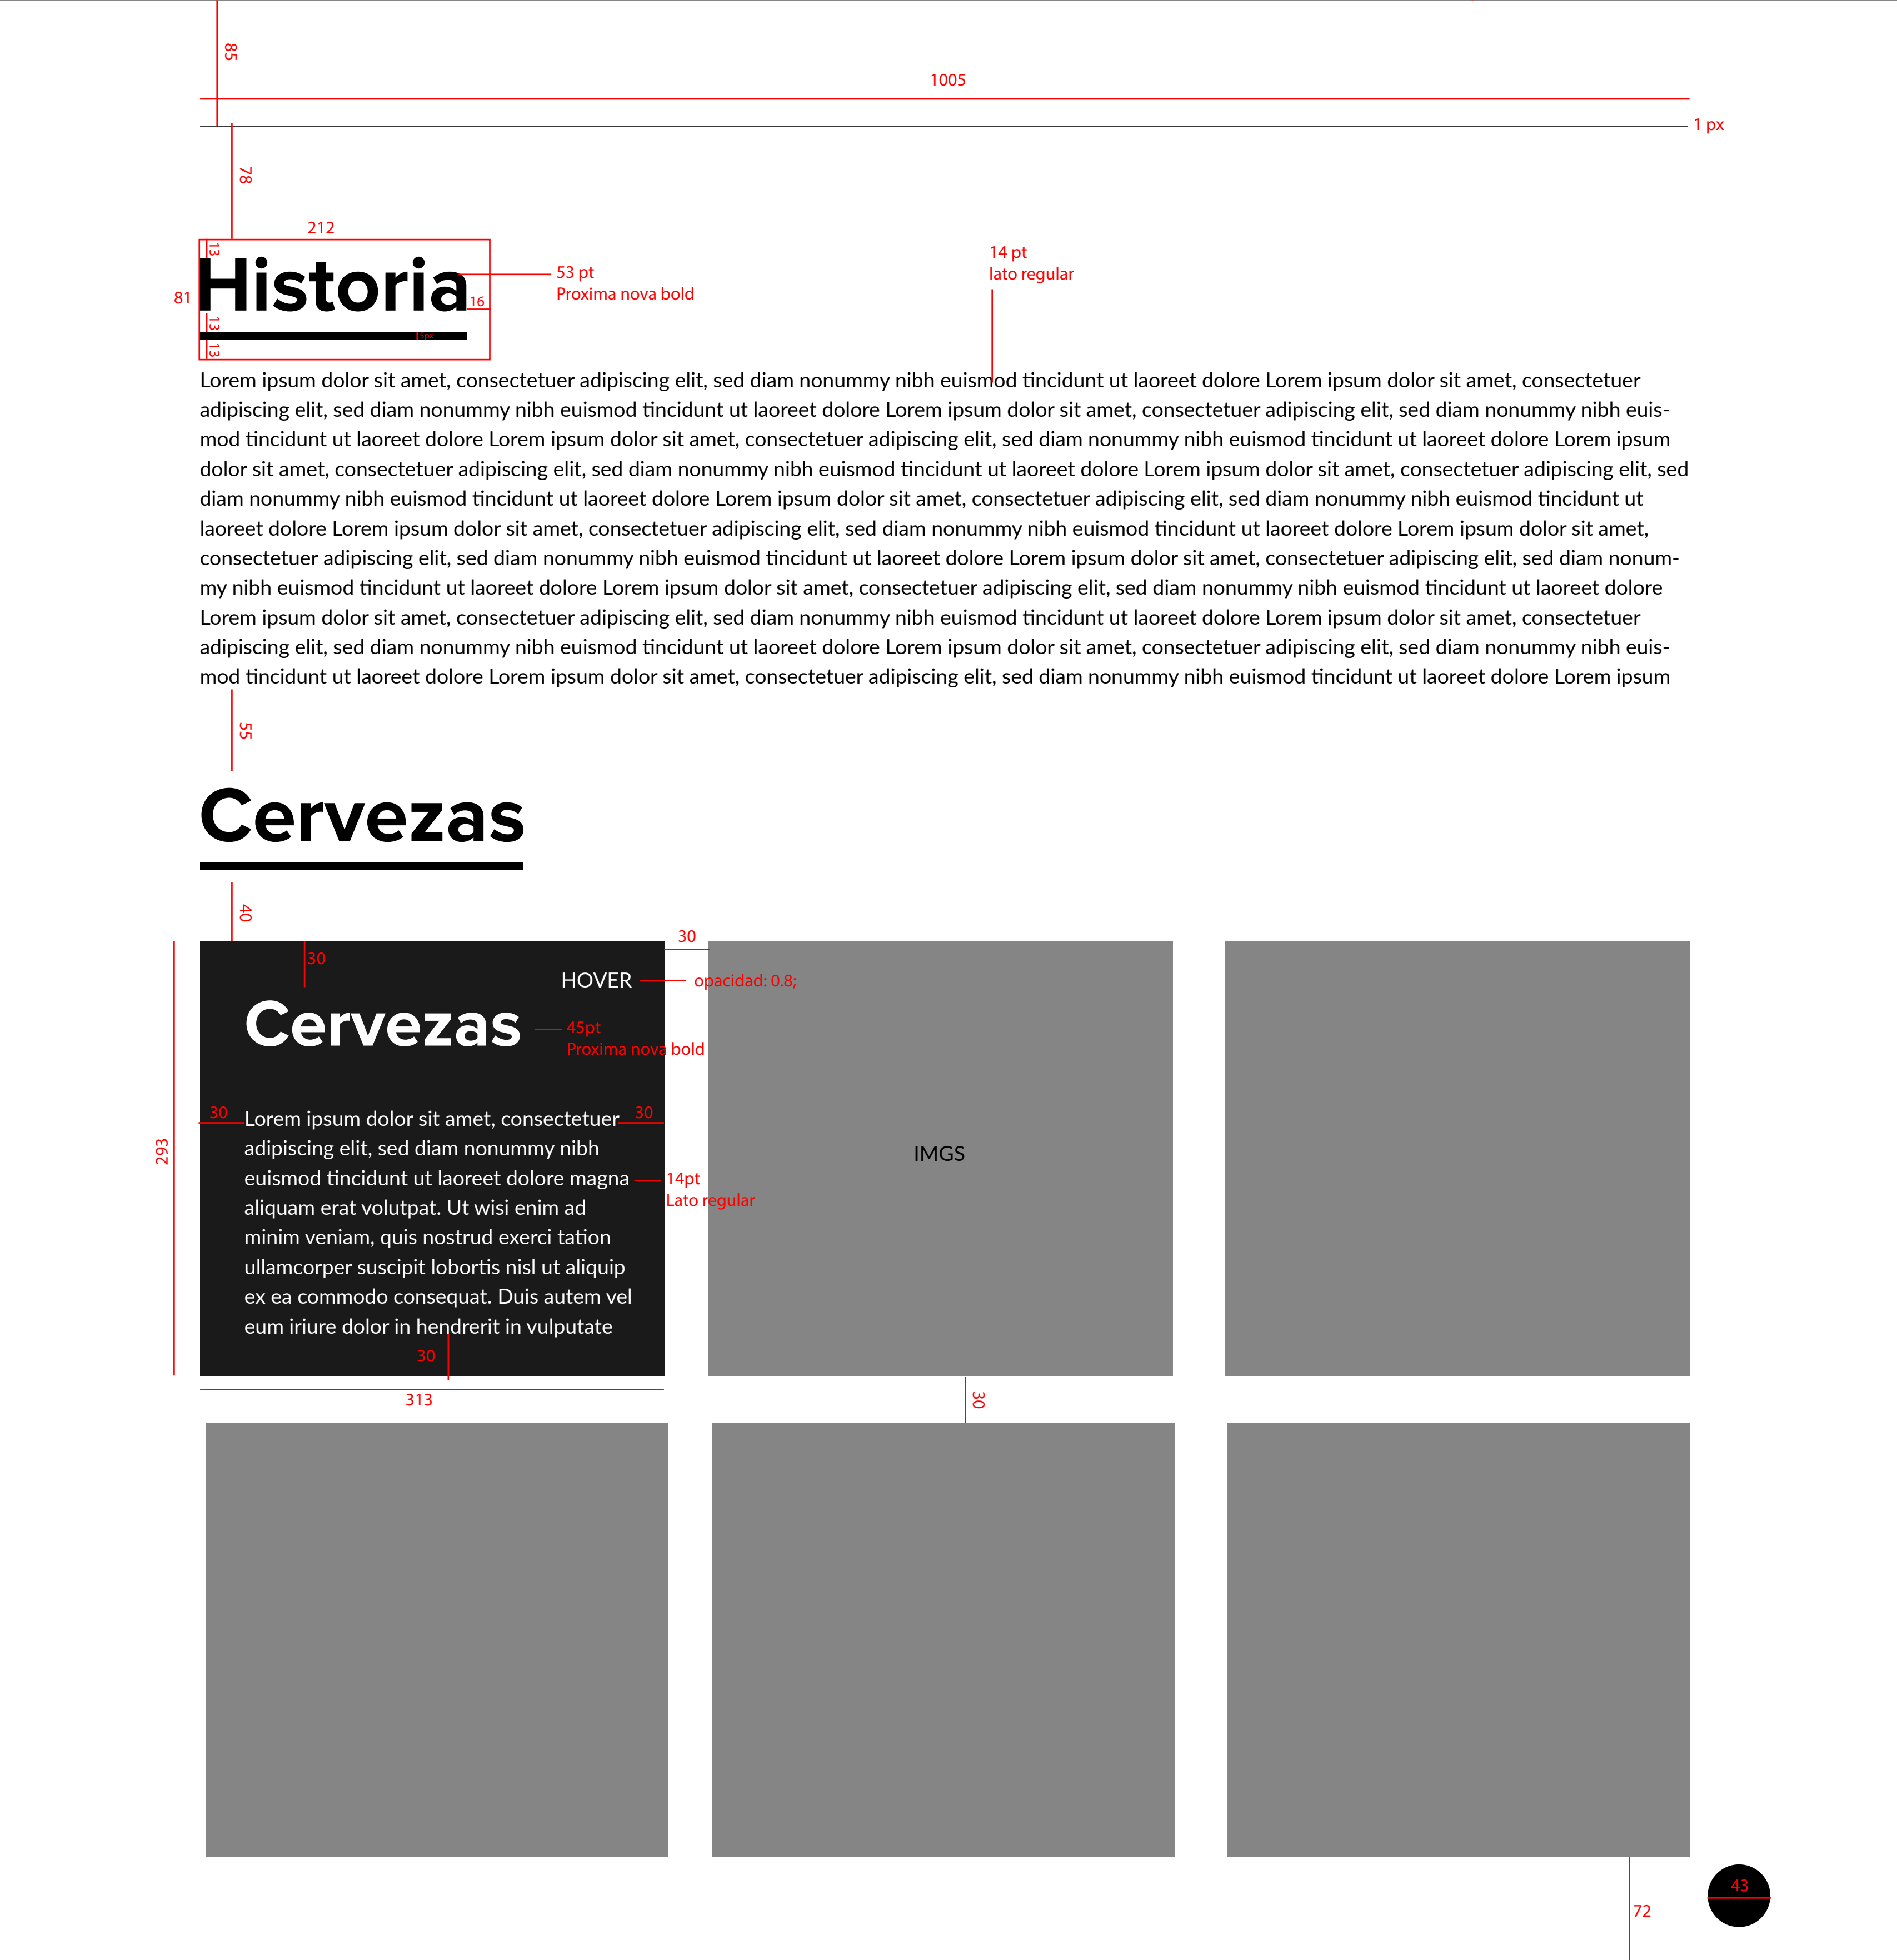 85
1005
1 px
78
212
13
Historia
81
16
13
13
53 pt
Proxima nova bold
14 pt
lato regular
Lorem ipsum dolor sit amet, consectetuer adipiscing elit, sed diam nonummy nibh euismod tincidunt ut laoreet dolore Lorem ipsum dolor sit amet, consectetuer
adipiscing elit, sed diam nonummy nibh euismod tincidunt ut laoreet dolore Lorem ipsum dolor sit amet, consectetuer adipiscing elit, sed diam nonummy nibh euis-
mod tincidunt ut laoreet dolore Lorem ipsum dolor sit amet, consectetuer adipiscing elit, sed diam nonummy nibh euismod tincidunt ut laoreet dolore Lorem ipsum
dolor sit amet, consectetuer adipiscing elit, sed diam nonummy nibh euismod tincidunt ut laoreet dolore Lorem ipsum dolor sit amet, consectetuer adipiscing elit, sed
diam nonummy nibh euismod tincidunt ut laoreet dolore Lorem ipsum dolor sit amet, consectetuer adipiscing elit, sed diam nonummy nibh euismod tincidunt ut
laoreet dolore Lorem ipsum dolor sit amet, consectetuer adipiscing elit, sed diam nonummy nibh euismod tincidunt ut laoreet dolore Lorem ipsum dolor sit amet,
consectetuer adipiscing elit, sed diam nonummy nibh euismod tincidunt ut laoreet dolore Lorem ipsum dolor sit amet, consectetuer adipiscing elit, sed diam nonum-
my nibh euismod tincidunt ut laoreet dolore Lorem ipsum dolor sit amet, consectetuer adipiscing elit, sed diam nonummy nibh euismod tincidunt ut laoreet dolore
Lorem ipsum dolor sit amet, consectetuer adipiscing elit, sed diam nonummy nibh euismod tincidunt ut laoreet dolore Lorem ipsum dolor sit amet, consectetuer
adipiscing elit, sed diam nonummy nibh euismod tincidunt ut laoreet dolore Lorem ipsum dolor sit amet, consectetuer adipiscing elit, sed diam nonummy nibh euis-
mod tincidunt ut laoreet dolore Lorem ipsum dolor sit amet, consectetuer adipiscing elit, sed diam nonummy nibh euismod tincidunt ut laoreet dolore Lorem ipsum
55
Cervezas
40
30
30
HOVER
opacidad: 0.8;
Cervezas
45pt
Proxima nova bold
30
30
293
Lorem ipsum dolor sit amet, consectetuer
adipiscing elit, sed diam nonummy nibh
euismod tincidunt ut laoreet dolore magna
aliquam erat volutpat. Ut wisi enim ad
minim veniam, quis nostrud exerci tation
ullamcorper suscipit lobortis nisl ut aliquip
ex ea commodo consequat. Duis autem vel
eum iriure dolor in hendrerit in vulputate
14pt
Lato regular
IMGS
30
313
30
43
72